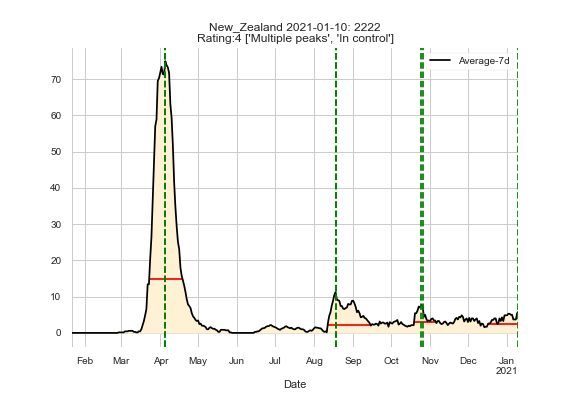 New_Zealand 2021-01-10: 2222
Rating:4 ['Multiple peaks', 'In control']
Average-7d
70
60
50
40
30
20
10
0
Feb Mar Apr May Jun Jul Aug Sep Oct Nov Dec Jan
2021
Date